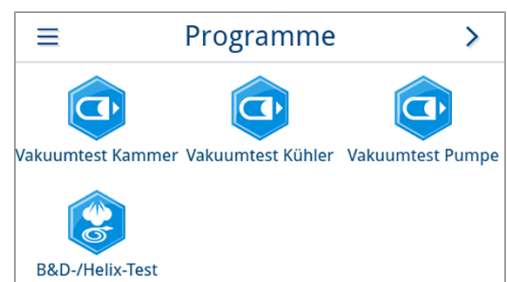 Programme
Vakuumtest Kammer Vakuumtest Kühler Vakuumtest Pumpe
B&D-/Helix-Test